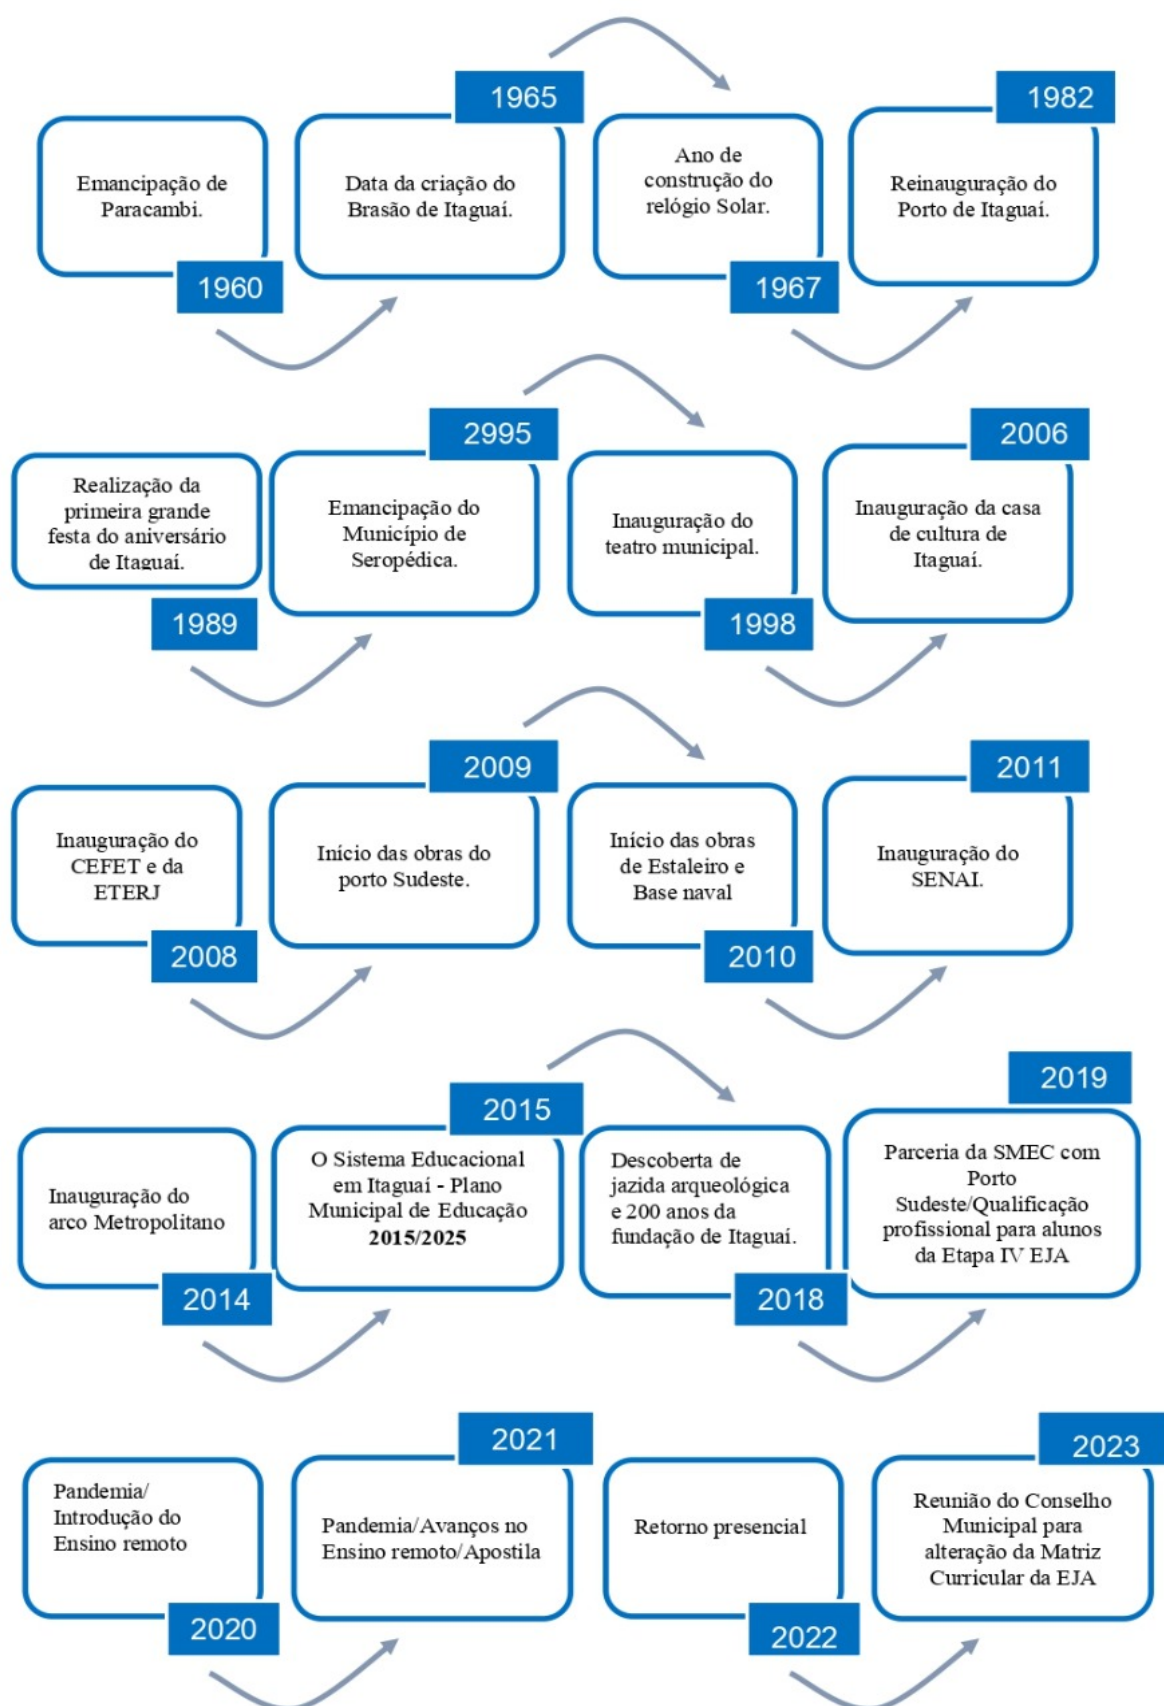 1965
1982
Emancipação de
Paracambi.
1960
Data da criação do
Brasão de Itaguaí.
Ano de
construção do
relógio Solar.
1967
Reinauguração do
Porto de Itaguaí.
2995
2006
Realização da
primeira grande
festa do aniversário
de Itaguaí.
1989
Emancipação do
Município de
Seropédica.
Inauguração do
teatro municipal.
1998
Inauguração da casa
de cultura de
Itaguaí.
2009
2011
Inauguração do
CEFET e da
ETERJ
2008
Início das obras do
porto Sudeste.
Início das obras
de Estaleiro e
Base naval
2010
Inauguração do
SENAI.
2015
2019
Inauguração do
arco Metropolitano
2014
O Sistema Educacional
em Itaguaí - Plano
Municipal de Educação
2015/2025
Descoberta de
jazida arqueológica
e 200 anos da
fundação de Itaguaí.
2018
Parceria da SMEC com
Porto
Sudeste/Qualificação
profissional para alunos
da Etapa IV EJA
2021
2023
Pandemia/
Introdução do
Ensino remoto
2020
Pandemia/Avanços no
Ensino remoto/Apostila
Retorno presencial
2022
Reunião do Conselho
Municipal para
alteração da Matriz
Curricular da EJA